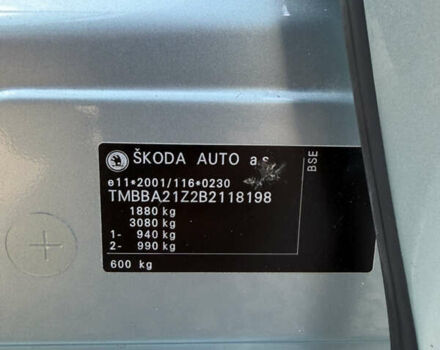 ŠKODA AUTO a.s.
e11*2001/116*0230
TMBBA21Z2B2118198
1880 kg
3080 kg
1- 940 kg
2- 990 kg
600 kg
BSE